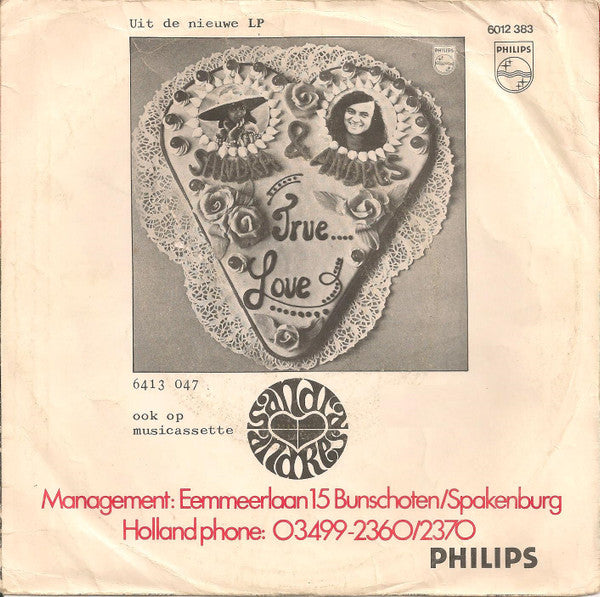 Uit de nieuwe LP
6012 383
PHILIPS
PHILIPS
SANDRA & ANDRES
True....
Love
6413 047
ook op
musicassette
sandra
andres
Management: Eemmeerlaan 15 Bunschoten/Spakenburg
Holland phone: 03499-2360/2370
PHILIPS